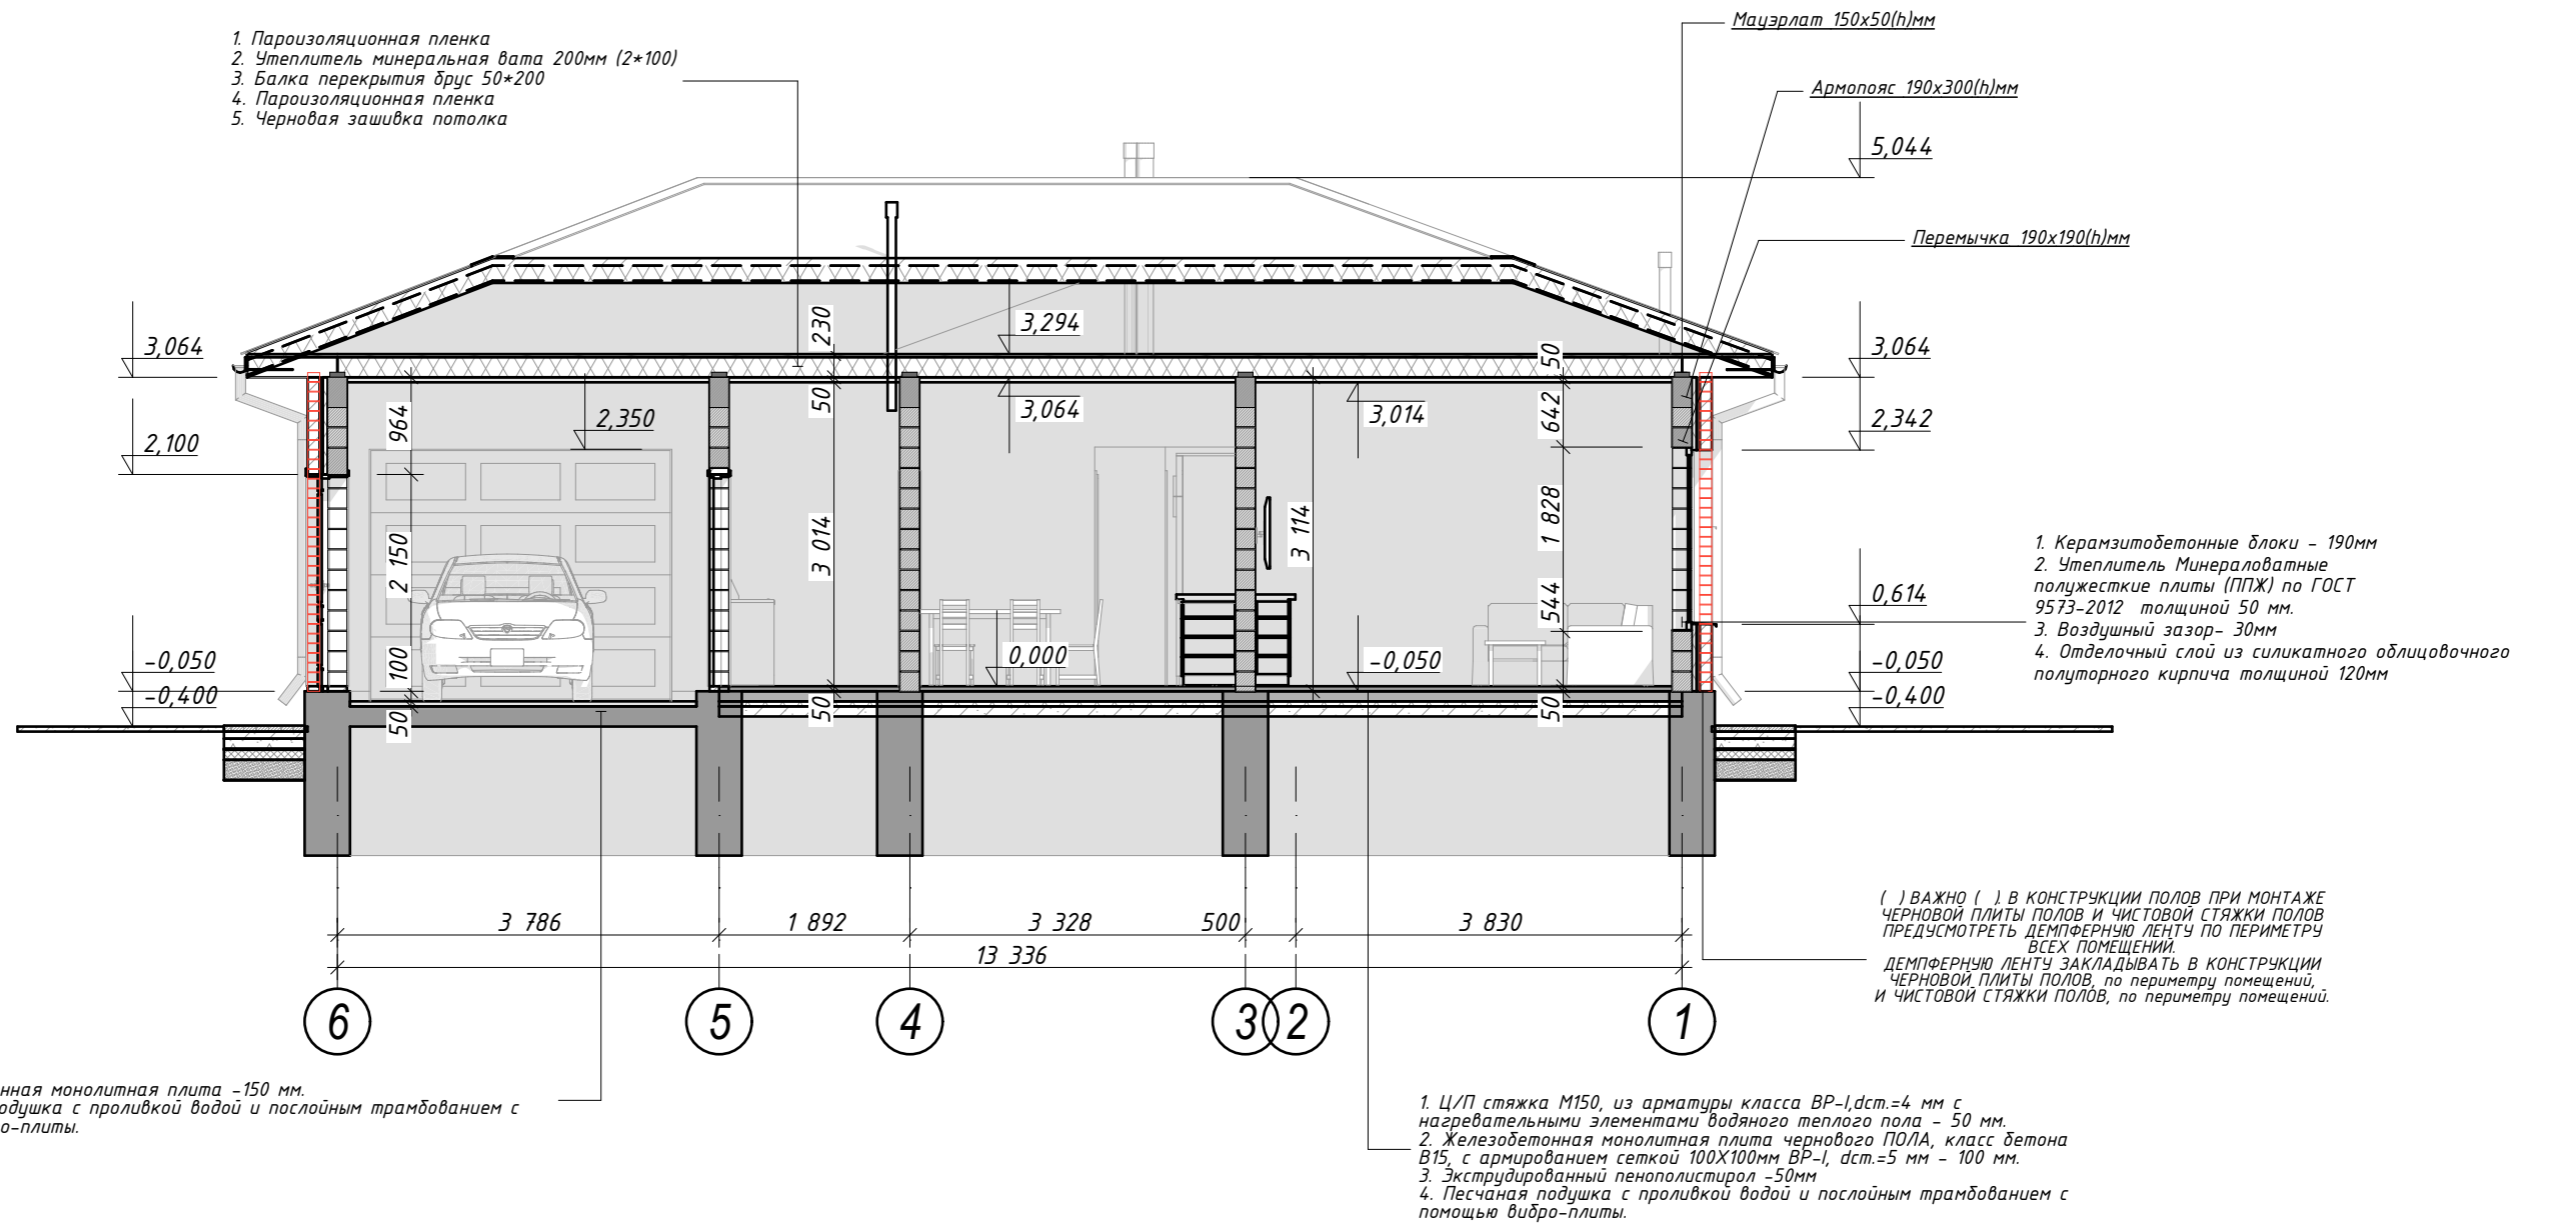 1. Пароизоляционная пленка
2. Утеплитель минеральная вата 200мм (2*100)
3. Балка перекрытия брус 50*200
4. Пароизоляционная пленка
5. Черновая зашивка потолка
Мауэрлат 150х50(h)мм
Армопояс 190х300(h)мм
5,044
Перемычка 190х190(h)мм
3,064
2,100
-0,050
-0,400
964
2 150
100
50
2,350
230
50
3 014
50
3,294
3,064
0,000
3 114
3,014
-0,050
50
642
1 828
544
50
3,064
2,342
0,614
-0,050
-0,400
1. Керамзитобетонные блоки - 190мм
2. Утеплитель Минераловатные
полужесткие плиты (ППЖ) по ГОСТ
9573-2012 толщиной 50 мм.
3. Воздушный зазор- 30мм
4. Отделочный слой из силикатного облицовочного
полуторного кирпича толщиной 120мм
3 786
1 892
3 328
500
3 830
13 336
6
5
4
3
2
1
( ) ВАЖНО ( ). В КОНСТРУКЦИИ ПОЛОВ ПРИ МОНТАЖЕ
ЧЕРНОВОЙ ПЛИТЫ ПОЛОВ И ЧИСТОВОЙ СТЯЖКИ ПОЛОВ
ПРЕДУСМОТРЕТЬ ДЕМПФЕРНУЮ ЛЕНТУ ПО ПЕРИМЕТРУ
ВСЕХ ПОМЕЩЕНИЙ.
ДЕМПФЕРНУЮ ЛЕНТУ ЗАКЛАДЫВАТЬ В КОНСТРУКЦИИ
ЧЕРНОВОЙ ПЛИТЫ ПОЛОВ, по периметру помещений,
И ЧИСТОВОЙ СТЯЖКИ ПОЛОВ, по периметру помещений.
нная монолитная плита -150 мм.
одушка с проливкой водой и послойным трамбованием с
о-плиты.
1. Ц/П стяжка М150, из арматуры класса ВР-I,dст.=4 мм с
нагревательными элементами водяного теплого пола - 50 мм.
2. Железобетонная монолитная плита чернового ПОЛА, класс бетона
В15, с армированием сеткой 100Х100мм ВР-I, dст.=5 мм - 100 мм.
3. Экструдированный пенополистирол -50мм
4. Песчаная подушка с проливкой водой и послойным трамбованием с
помощью вибро-плиты.